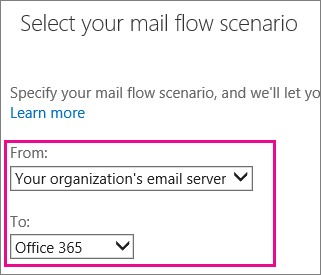 Select your mail flow scenario
Specify your mail flow scenario, and we'll let you
Learn more
From:
Your organization's email server
To:
Office 365